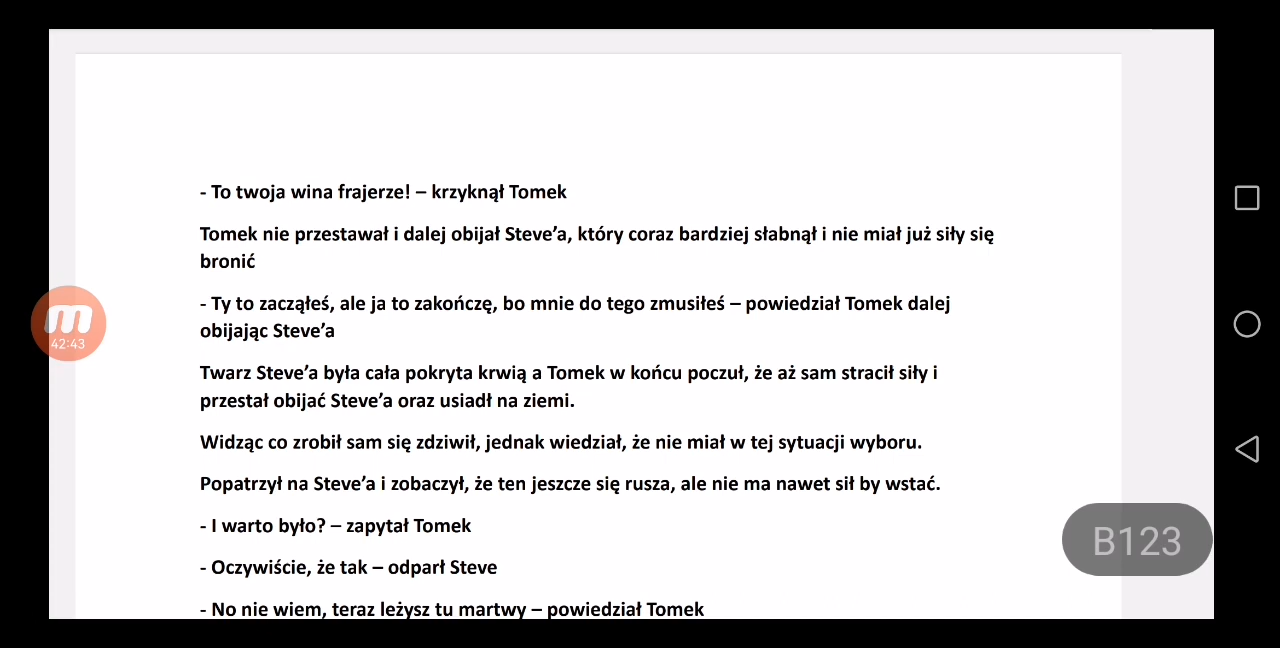 - To twoja wina frajerze! – krzyknął Tomek
Tomek nie przestawał i dalej obijał Steve’a, który coraz bardziej słabnął i nie miał już siły się
bronić
- Ty to zacząłeś, ale ja to zakończę, bo mnie do tego zmusiłeś – powiedział Tomek dalej
obijając Steve’a
Twarz Steve’a była cała pokryta krwią a Tomek w końcu poczuł, że aż sam stracił siły i
przestał obijać Steve’a oraz usiadł na ziemi.
Widząc co zrobił sam się zdziwił, jednak wiedział, że nie miał w tej sytuacji wyboru.
Popatrzył na Steve’a i zobaczył, że ten jeszcze się rusza, ale nie ma nawet sił by wstać.
- I warto było? – zapytał Tomek
- Oczywiście, że tak – odparł Steve
- No nie wiem, teraz leżysz tu martwy – powiedział Tomek
m
42:43
B123